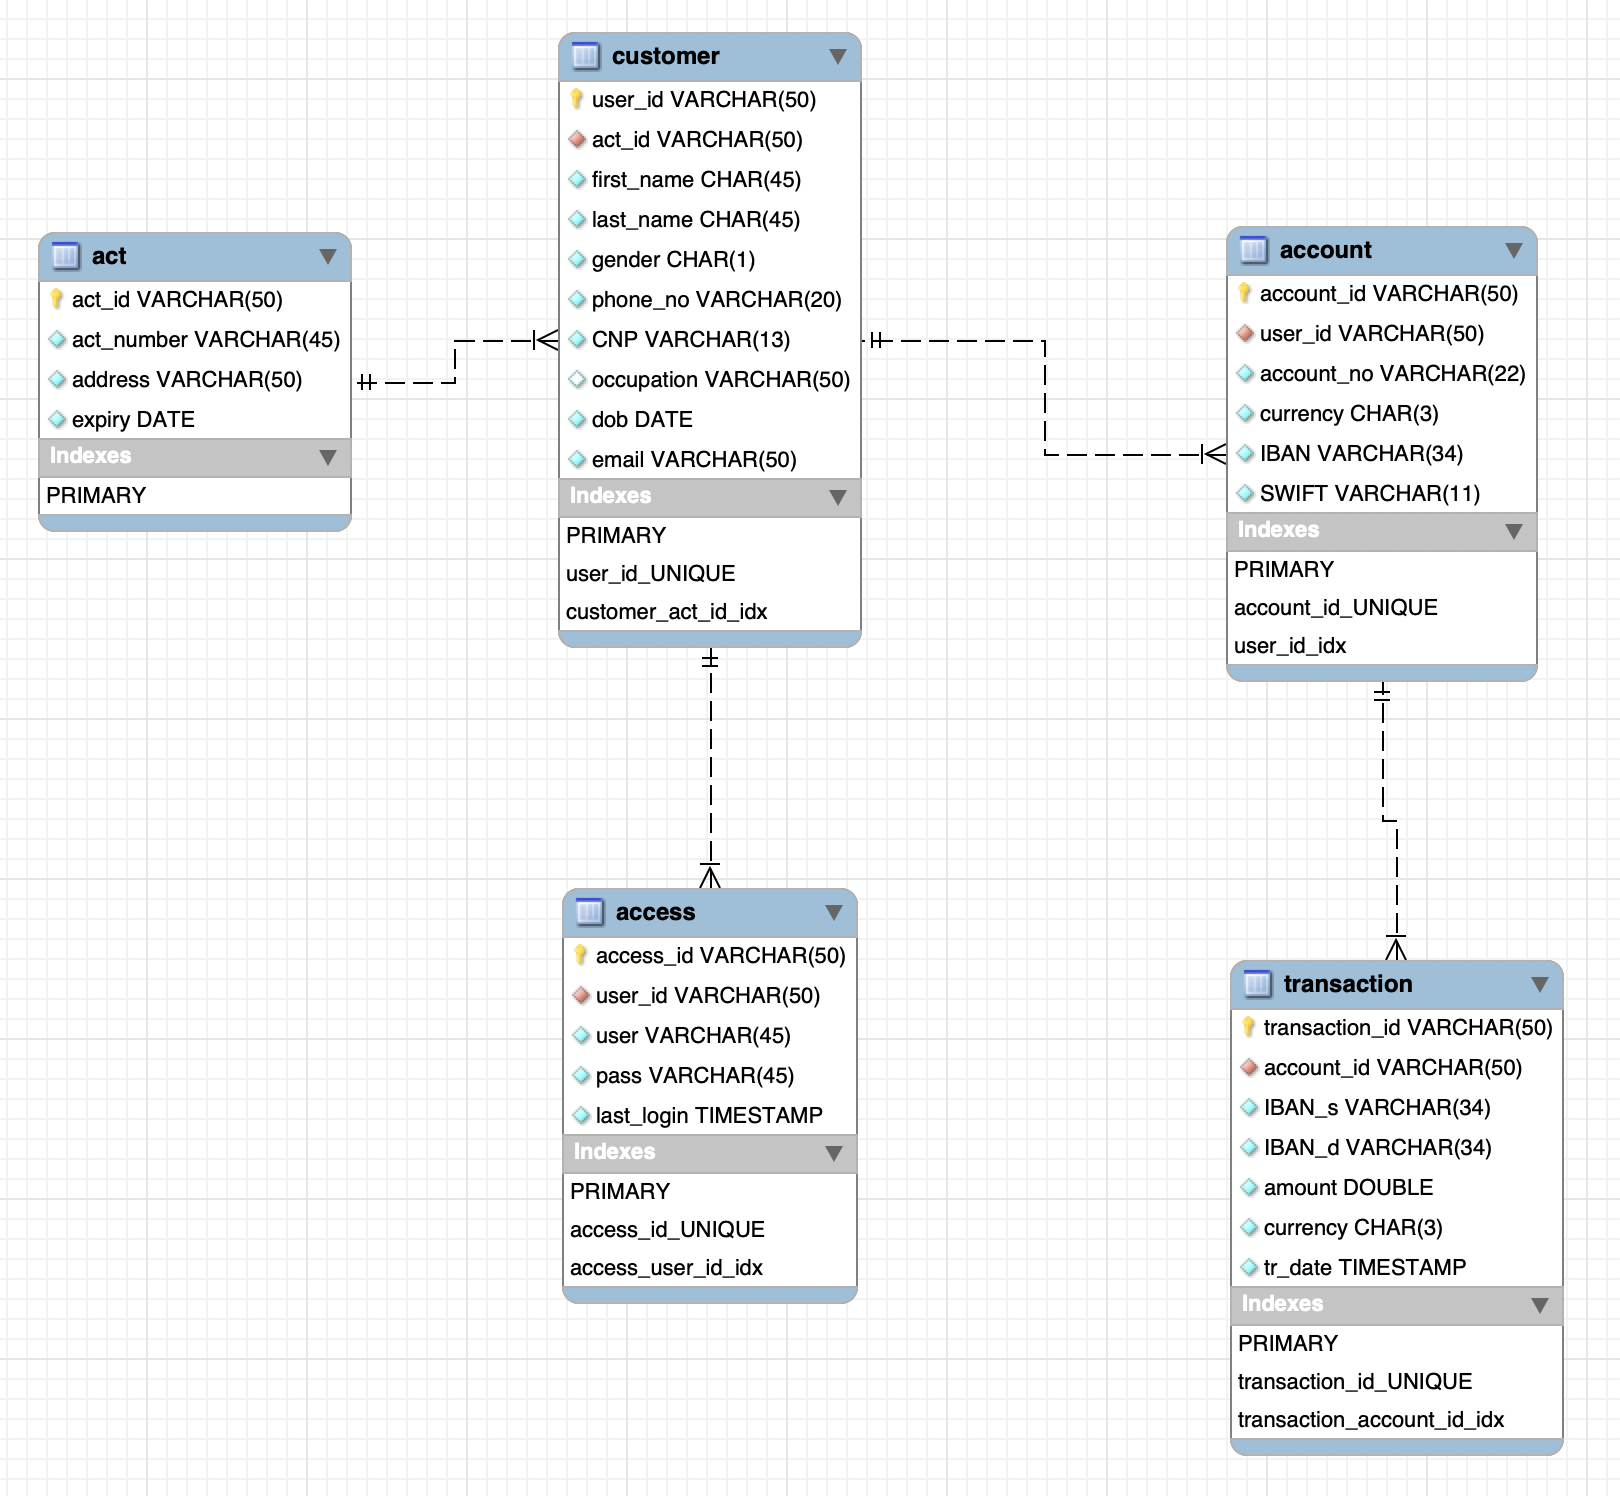 customer
user_id VARCHAR(50)
act_id VARCHAR(50)
first_name CHAR(45)
last_name CHAR(45)
gender CHAR(1)
phone_no VARCHAR(20)
CNP VARCHAR(13)
occupation VARCHAR(50)
dob DATE
email VARCHAR(50)
Indexes
PRIMARY
user_id_UNIQUE
customer_act_id_idx
act
act_id VARCHAR(50)
act_number VARCHAR(45)
address VARCHAR(50)
expiry DATE
Indexes
PRIMARY
account
account_id VARCHAR(50)
user_id VARCHAR(50)
account_no VARCHAR(22)
currency CHAR(3)
IBAN VARCHAR(34)
SWIFT VARCHAR(11)
Indexes
PRIMARY
account_id_UNIQUE
user_id_idx
access
access_id VARCHAR(50)
user_id VARCHAR(50)
user VARCHAR(45)
pass VARCHAR(45)
last_login TIMESTAMP
Indexes
PRIMARY
access_id_UNIQUE
access_user_id_idx
transaction
transaction_id VARCHAR(50)
account_id VARCHAR(50)
IBAN_s VARCHAR(34)
IBAN_d VARCHAR(34)
amount DOUBLE
currency CHAR(3)
tr_date TIMESTAMP
Indexes
PRIMARY
transaction_id_UNIQUE
transaction_account_id_idx